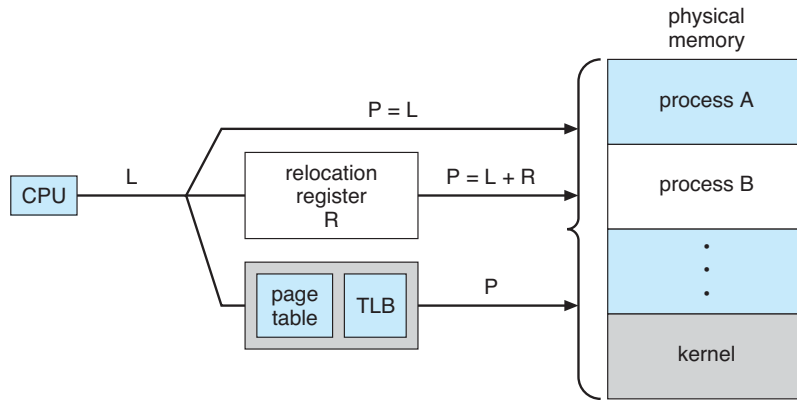 physical
memory
process A
P = L
L
relocation
register
R
P = L + R
process B
CPU
page
table
TLB
P
kernel